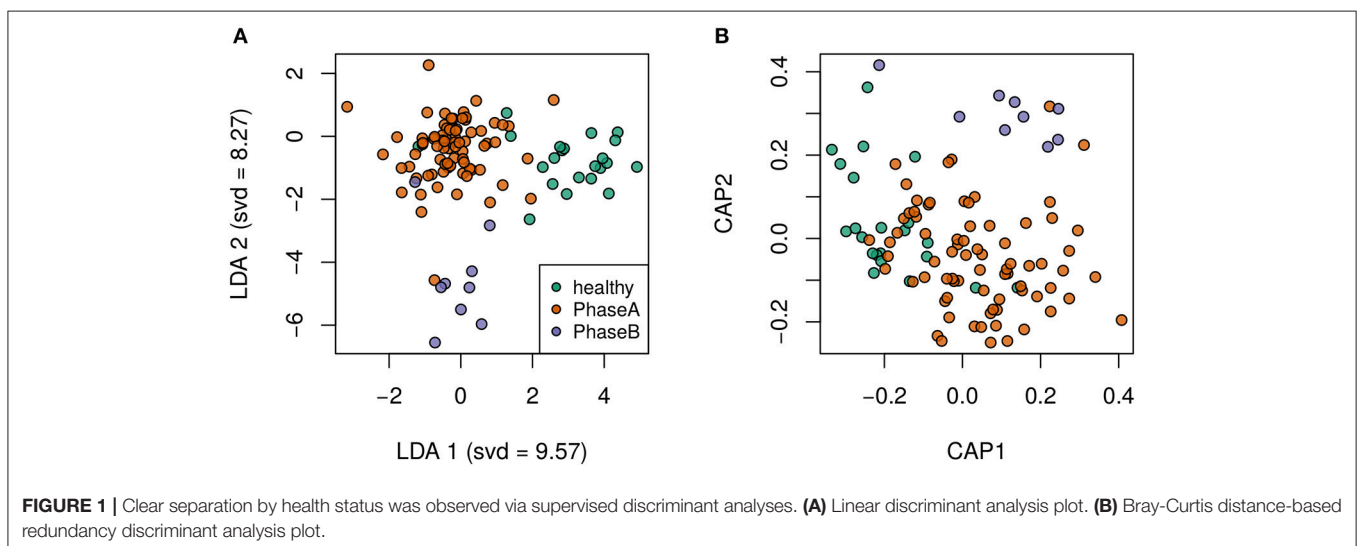 A
B
LDA 2 (svd = 8.27)
2
0
−2
−4
−6
healthy
PhaseA
PhaseB
−2 0 2 4
LDA 1 (svd = 9.57)
CAP2
0.4
0.2
0.0
−0.2
−0.2 0.0 0.2 0.4
CAP1
FIGURE 1 | Clear separation by health status was observed via supervised discriminant analyses. (A) Linear discriminant analysis plot. (B) Bray-Curtis distance-based
redundancy discriminant analysis plot.